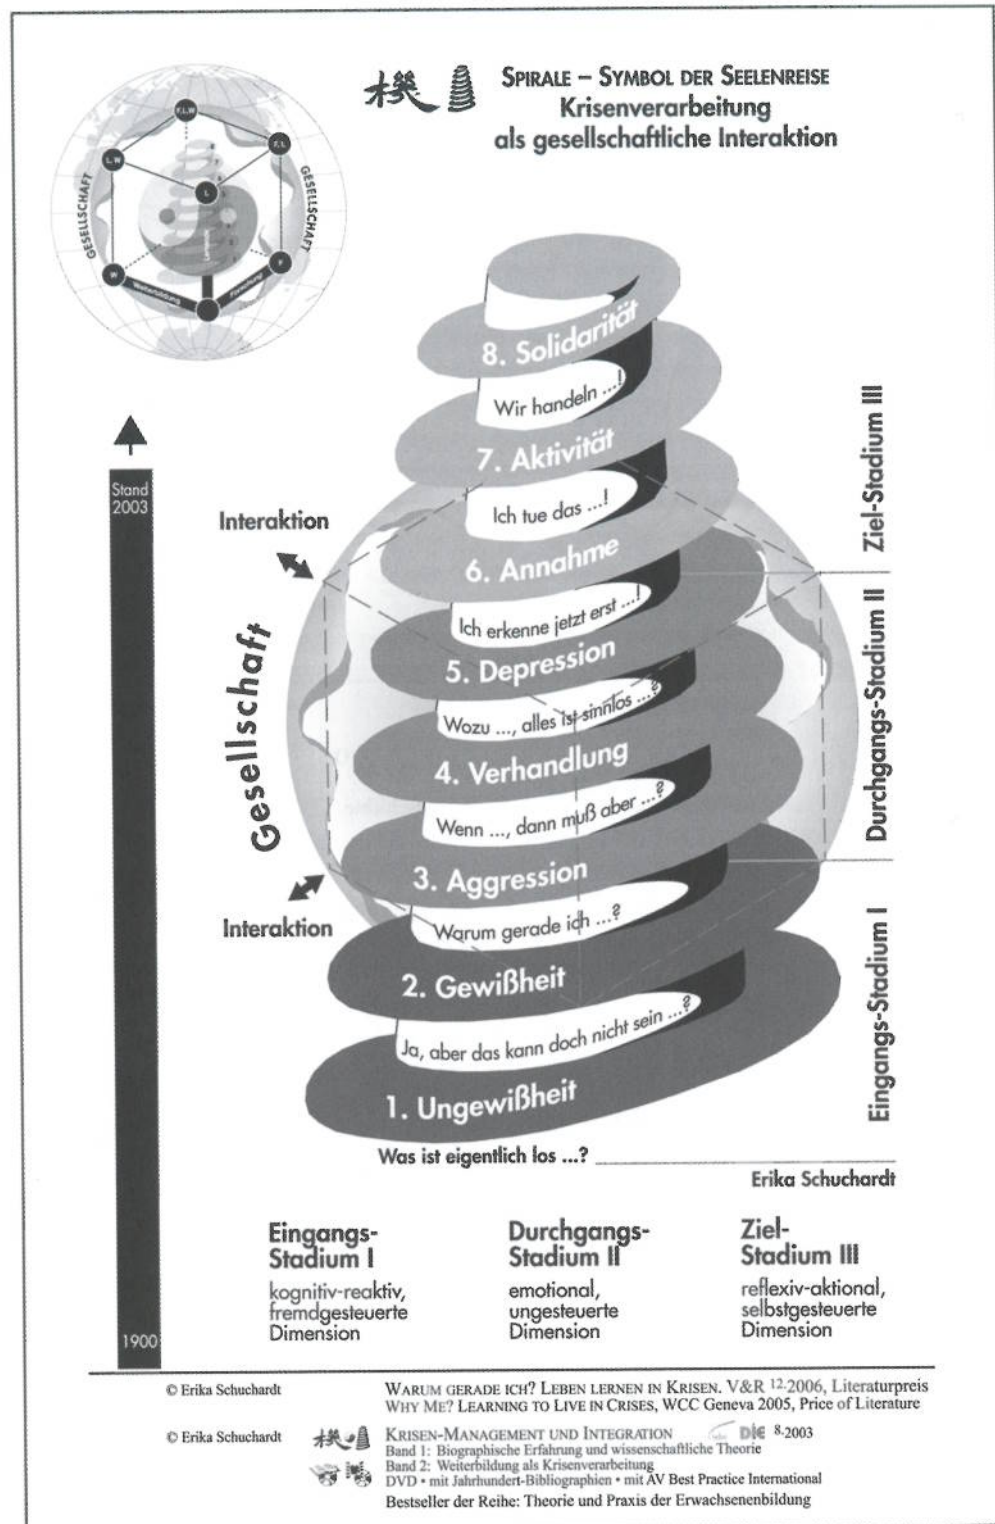 機 SPIRALE – SYMBOL DER SEELENREISE
Krisenverarbeitung
als gesellschaftliche Interaktion
F, L, W
L, W
F, L
L
GESELLSCHAFT
GESELLSCHAFT
W
F
Weiterbildung
Forschung
Stand
2003
1900
Interaktion
Gesellschaft
Interaktion
8. Solidarität
Wir handeln ...!
7. Aktivität
Ich tue das ...!
6. Annahme
Ich erkenne jetzt erst ...!
5. Depression
Wozu ..., alles ist sinnlos ...?
4. Verhandlung
Wenn ..., dann muß aber ...?
3. Aggression
Warum gerade ich ...?
2. Gewißheit
Ja, aber das kann doch nicht sein ...?
1. Ungewißheit
Was ist eigentlich los ...?
Ziel-Stadium III
Durchgangs-Stadium II
Eingangs-Stadium I
Erika Schuchardt
Eingangs-
Stadium I
kognitiv-reaktiv,
fremdgesteuerte
Dimension
Durchgangs-
Stadium II
emotional,
ungesteuerte
Dimension
Ziel-
Stadium III
reflexiv-aktional,
selbstgesteuerte
Dimension
© Erika Schuchardt
WARUM GERADE ICH? LEBEN LERNEN IN KRISEN. V&R 12-2006, Literaturpreis
WHY ME? LEARNING TO LIVE IN CRISES, WCC Geneva 2005, Price of Literature
© Erika Schuchardt
機 KRISEN-MANAGEMENT UND INTEGRATION DIE 8.2003
Band 1: Biographische Erfahrung und wissenschaftliche Theorie
Band 2: Weiterbildung als Krisenverarbeitung
DVD • mit Jahrhundert-Bibliographien • mit AV Best Practice International
Bestseller der Reihe: Theorie und Praxis der Erwachsenenbildung